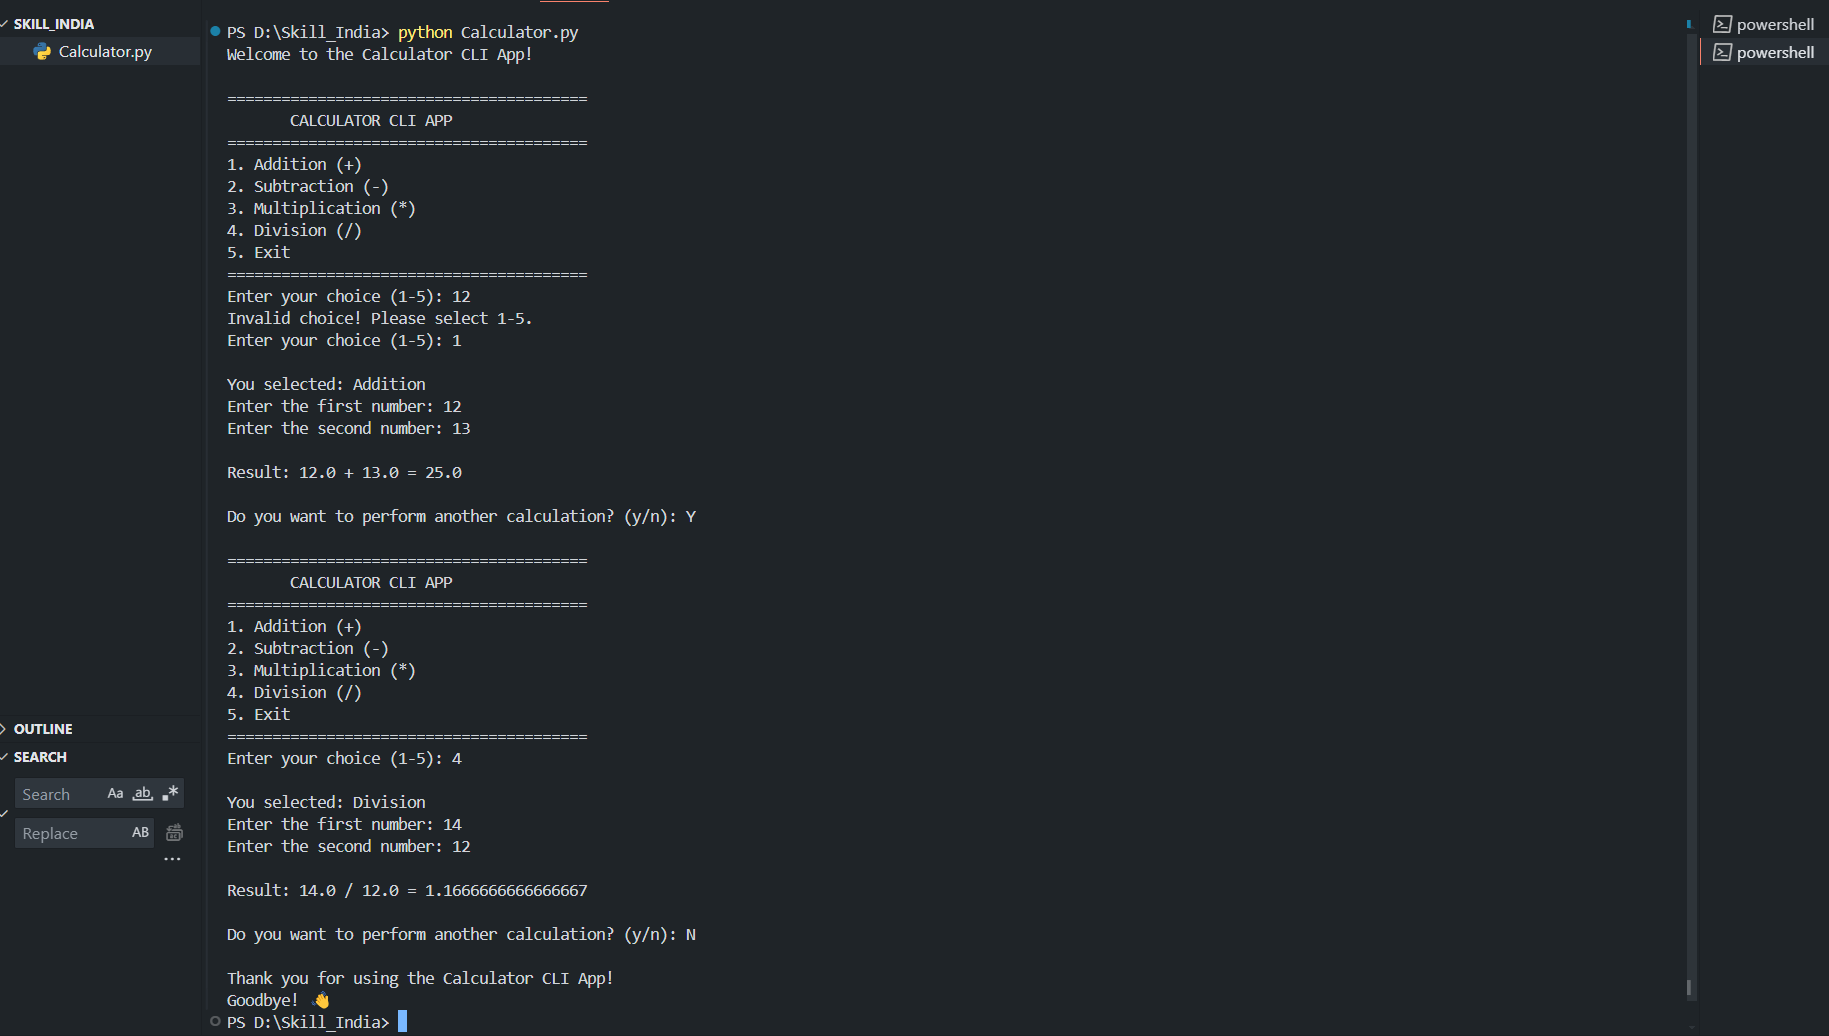 SKILL_INDIA
Calculator.py
OUTLINE
SEARCH
Search Aa ab
Replace AB
PS D:\Skill_India> python Calculator.py
Welcome to the Calculator CLI App!
========================================
CALCULATOR CLI APP
========================================
1. Addition (+)
2. Subtraction (-)
3. Multiplication (*)
4. Division (/)
5. Exit
========================================
Enter your choice (1-5): 12
Invalid choice! Please select 1-5.
Enter your choice (1-5): 1
You selected: Addition
Enter the first number: 12
Enter the second number: 13
Result: 12.0 + 13.0 = 25.0
Do you want to perform another calculation? (y/n): Y
========================================
CALCULATOR CLI APP
========================================
1. Addition (+)
2. Subtraction (-)
3. Multiplication (*)
4. Division (/)
5. Exit
========================================
Enter your choice (1-5): 4
You selected: Division
Enter the first number: 14
Enter the second number: 12
Result: 14.0 / 12.0 = 1.1666666666666667
Do you want to perform another calculation? (y/n): N
Thank you for using the Calculator CLI App!
Goodbye! 👋
PS D:\Skill_India>
powershell
powershell